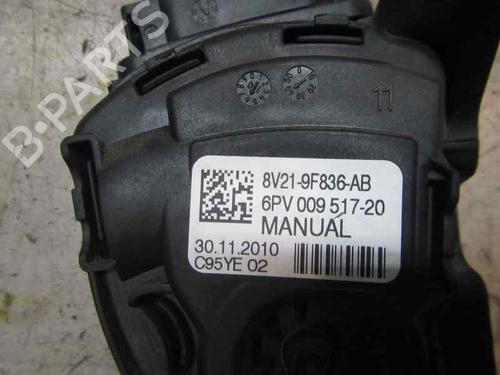 B-PARTS
11
8V21-9F836-AB
6PV 009 517-20
MANUAL
30.11.2010
C95YE 02